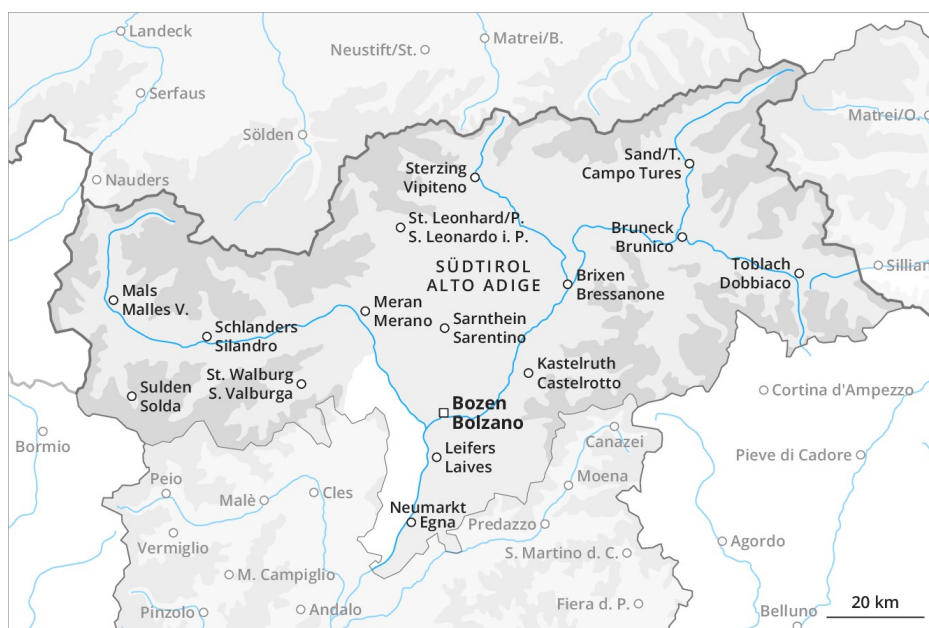 Landeck
Neustift/St.
Matrei/B.
Serfaus
Matrei/O.
Sölden
Nauders
Sterzing
Vipiteno
Sand/T.
Campo Tures
St. Leonhard/P.
S. Leonardo i. P.
Bruneck
Brunico
SÜDTIROL
ALTO ADIGE
Toblach
Dobbiaco
Sillian
Brixen
Bressanone
Mals
Malles V.
Meran
Merano
Sarnthein
Sarentino
Schlanders
Silandro
St. Walburg
S. Valburga
Kastelruth
Castelrotto
Sulden
Solda
Cortina d'Ampezzo
Bozen
Bolzano
Bormio
Canazei
Leifers
Laives
Pieve di Cadore
Peio
Moena
Malè
Cles
Neumarkt
Egna
Predazzo
Vermiglio
Agordo
S. Martino d. C.
M. Campiglio
Pinzolo
Andalo
Fiera d. P.
Belluno
20 km